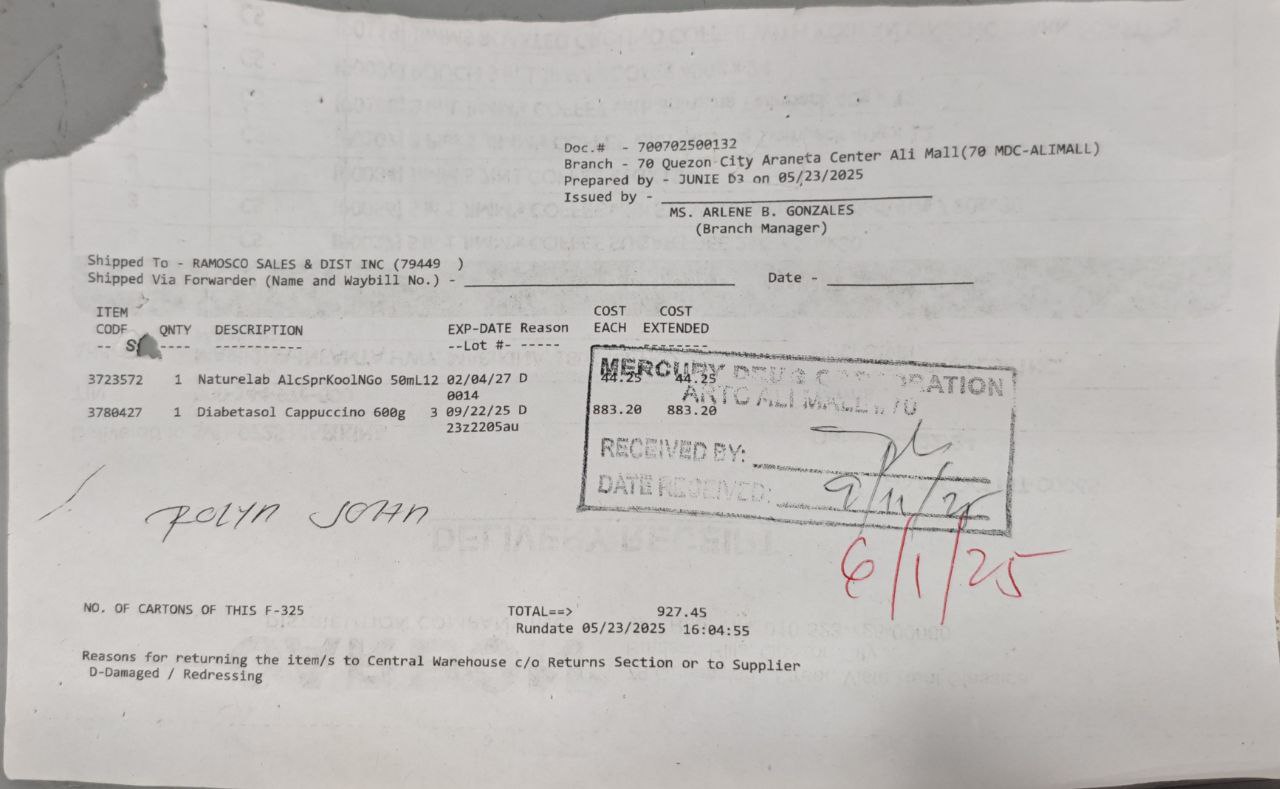 Doc.# - 700702500132
Branch - 70 Quezon City Araneta Center Ali Mall(70 MDC-ALIMALL)
Prepared by - JUNIE D3 on 05/23/2025
Issued by -
MS. ARLENE B. GONZALES
(Branch Manager)
Shipped To - RAMOSCO SALES & DIST INC (79449 )
Shipped Via Forwarder (Name and Waybill No.) - Date -
ITEM COST COST
CODE QNTY DESCRIPTION EXP-DATE Reason EACH EXTENDED
--Lot #- -----
3723572 1 Naturelab AlcSprKoolNGo 50mL12 02/04/27 D 44.25 44.25
0014
3780427 1 Diabetasol Cappuccino 600g 3 09/22/25 D 883.20 883.20
23z2205au
MERCURY DRUG CORPORATION
ARTC ALI MALL 70
RECEIVED BY:
DATE RECEIVED: 9/11/25
ROLYN JOHN
6/1/25
NO. OF CARTONS OF THIS F-325 TOTAL==> 927.45
Rundate 05/23/2025 16:04:55
Reasons for returning the item/s to Central Warehouse c/o Returns Section or to Supplier
D-Damaged / Redressing